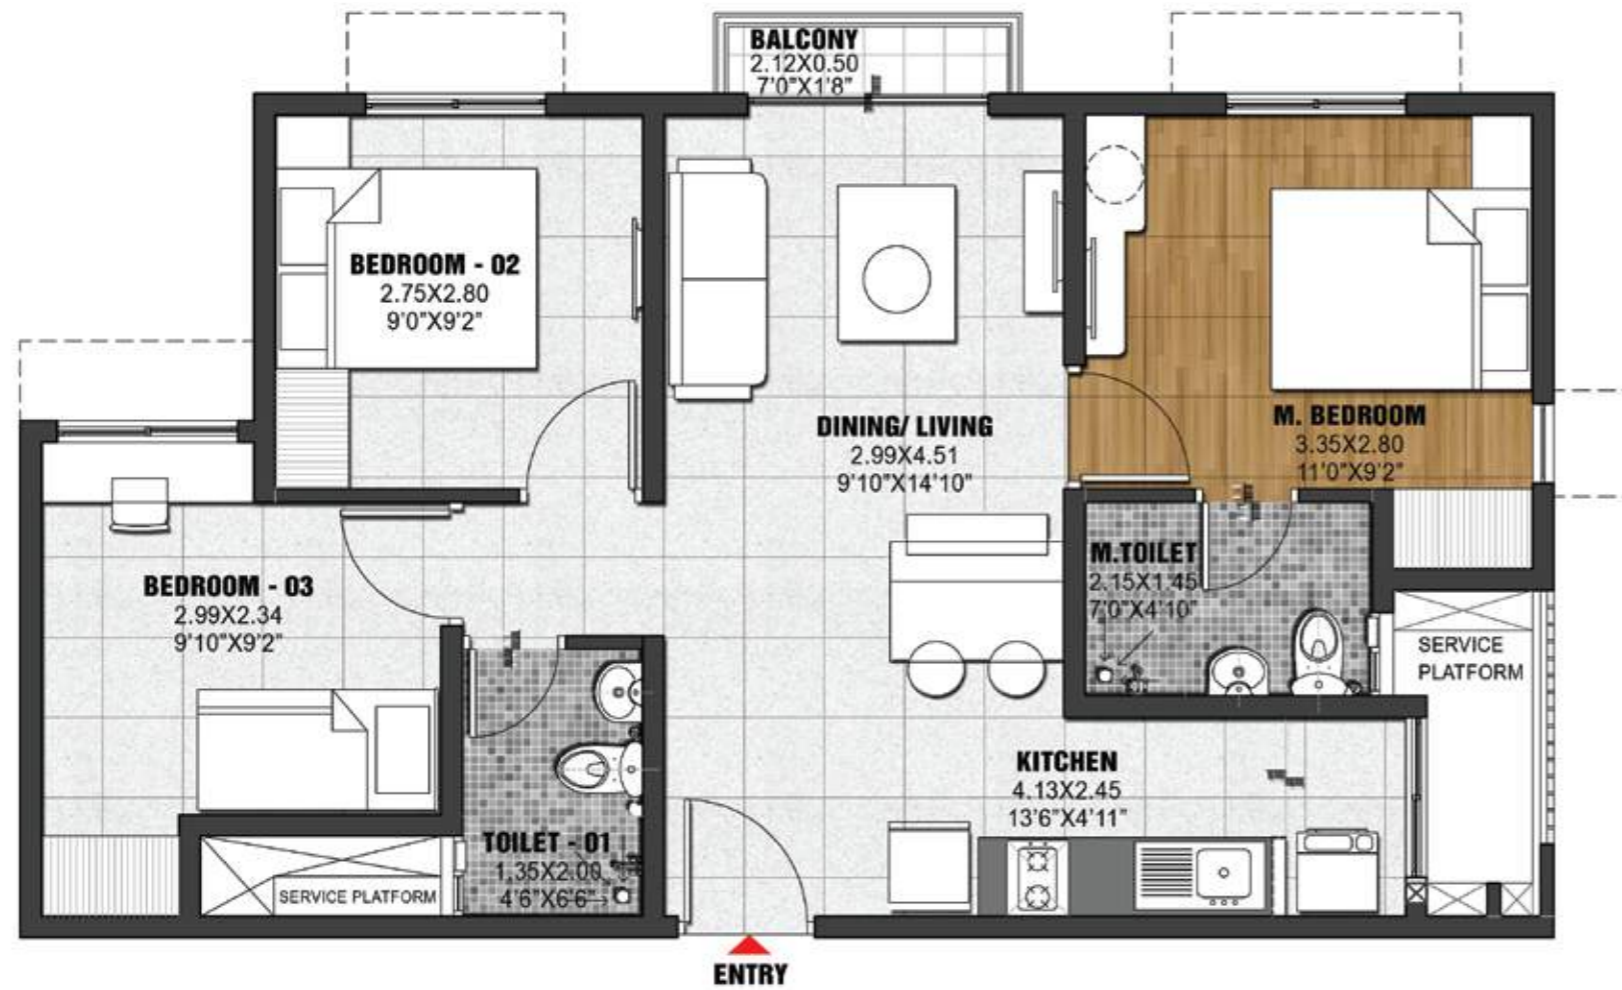 BALCONY
2.12X0.50
7'0"X1'8"
BEDROOM - 02
2.75X2.80
9'0"X9'2"
DINING/ LIVING
2.99X4.51
9'10"X14'10"
M. BEDROOM
3.35X2.80
11'0"X9'2"
BEDROOM - 03
2.99X2.34
9'10"X9'2"
M.TOILET
2.15X1.45
7'0"X4'10"
SERVICE
PLATFORM
KITCHEN
4.13X2.45
13'6"X4'11"
TOILET - 01
1.35X2.00
4'6"X6'6"
SERVICE PLATFORM
ENTRY